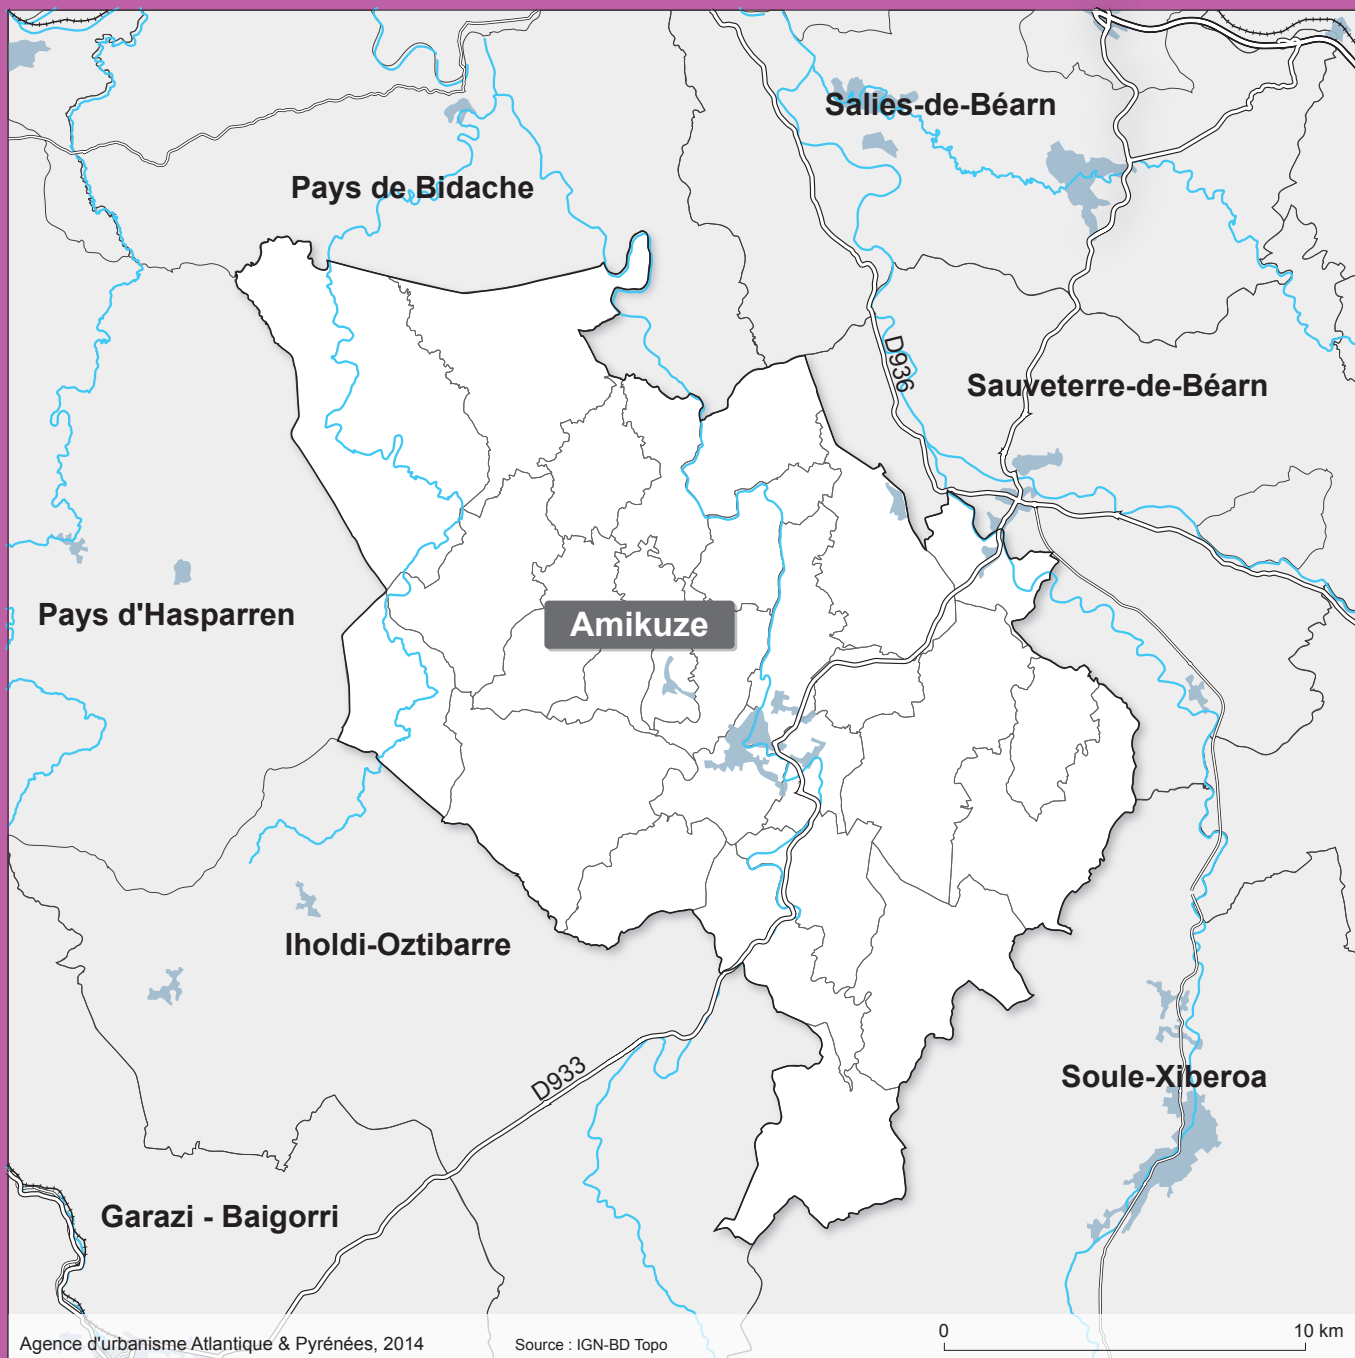 Salies-de-Béarn
Pays de Bidache
D936
Sauveterre-de-Béarn
Pays d'Hasparren
Amikuze
Iholdi-Oztibarre
D933
Soule-Xiberoa
Garazi - Baigorri
Agence d'urbanisme Atlantique & Pyrénées, 2014
Source : IGN-BD Topo
0
10 km